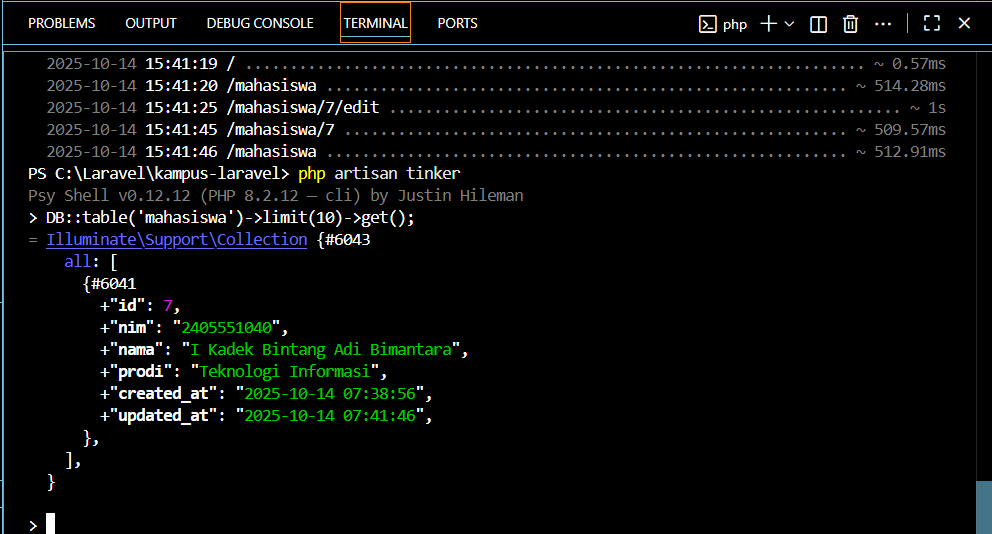 PROBLEMS OUTPUT DEBUG CONSOLE TERMINAL PORTS php
2025-10-14 15:41:19 / ..................................................................... ~ 0.57ms
2025-10-14 15:41:20 /mahasiswa .......................................................... ~ 514.28ms
2025-10-14 15:41:25 /mahasiswa/7/edit ......................................................... ~ 1s
2025-10-14 15:41:45 /mahasiswa/7 ........................................................ ~ 509.57ms
2025-10-14 15:41:46 /mahasiswa .......................................................... ~ 512.91ms
PS C:\Laravel\kampus-laravel> php artisan tinker
Psy Shell v0.12.12 (PHP 8.2.12 — cli) by Justin Hileman
> DB::table('mahasiswa')->limit(10)->get();
= Illuminate\Support\Collection {#6043
all: [
{#6041
+"id": 7,
+"nim": "2405551040",
+"nama": "I Kadek Bintang Adi Bimantara",
+"prodi": "Teknologi Informasi",
+"created_at": "2025-10-14 07:38:56",
+"updated_at": "2025-10-14 07:41:46",
},
],
}
>